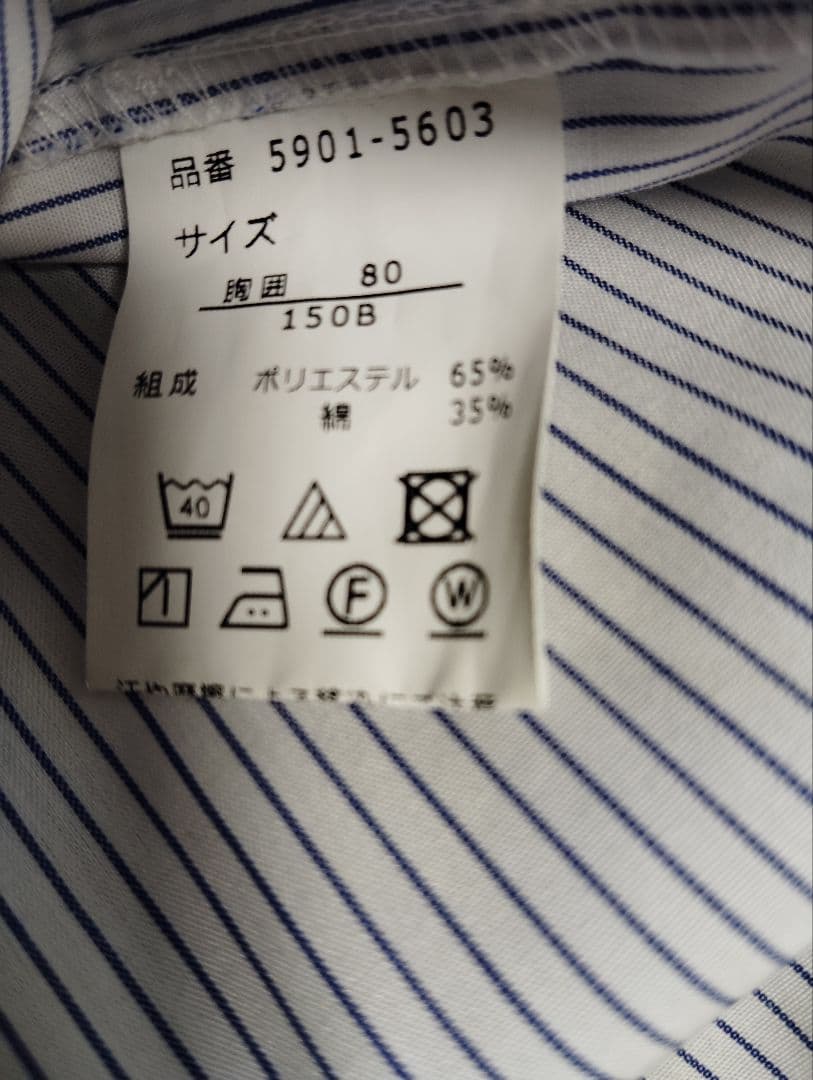 品番 5901-5603
サイズ
胸囲 80
150B
組成 ポリエステル 65%
綿 35%
40
F W